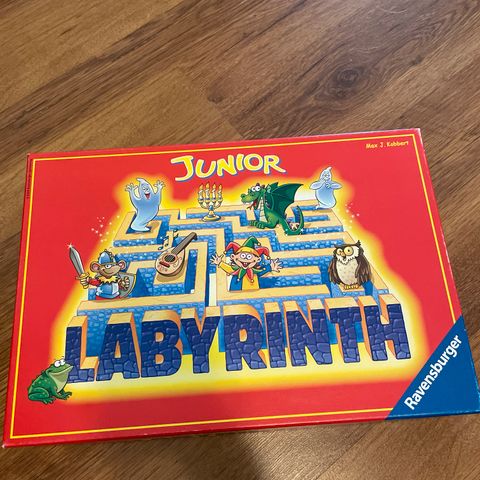 Max J. Kobbert
JUNIOR
LABYRINTH
Ravensburger